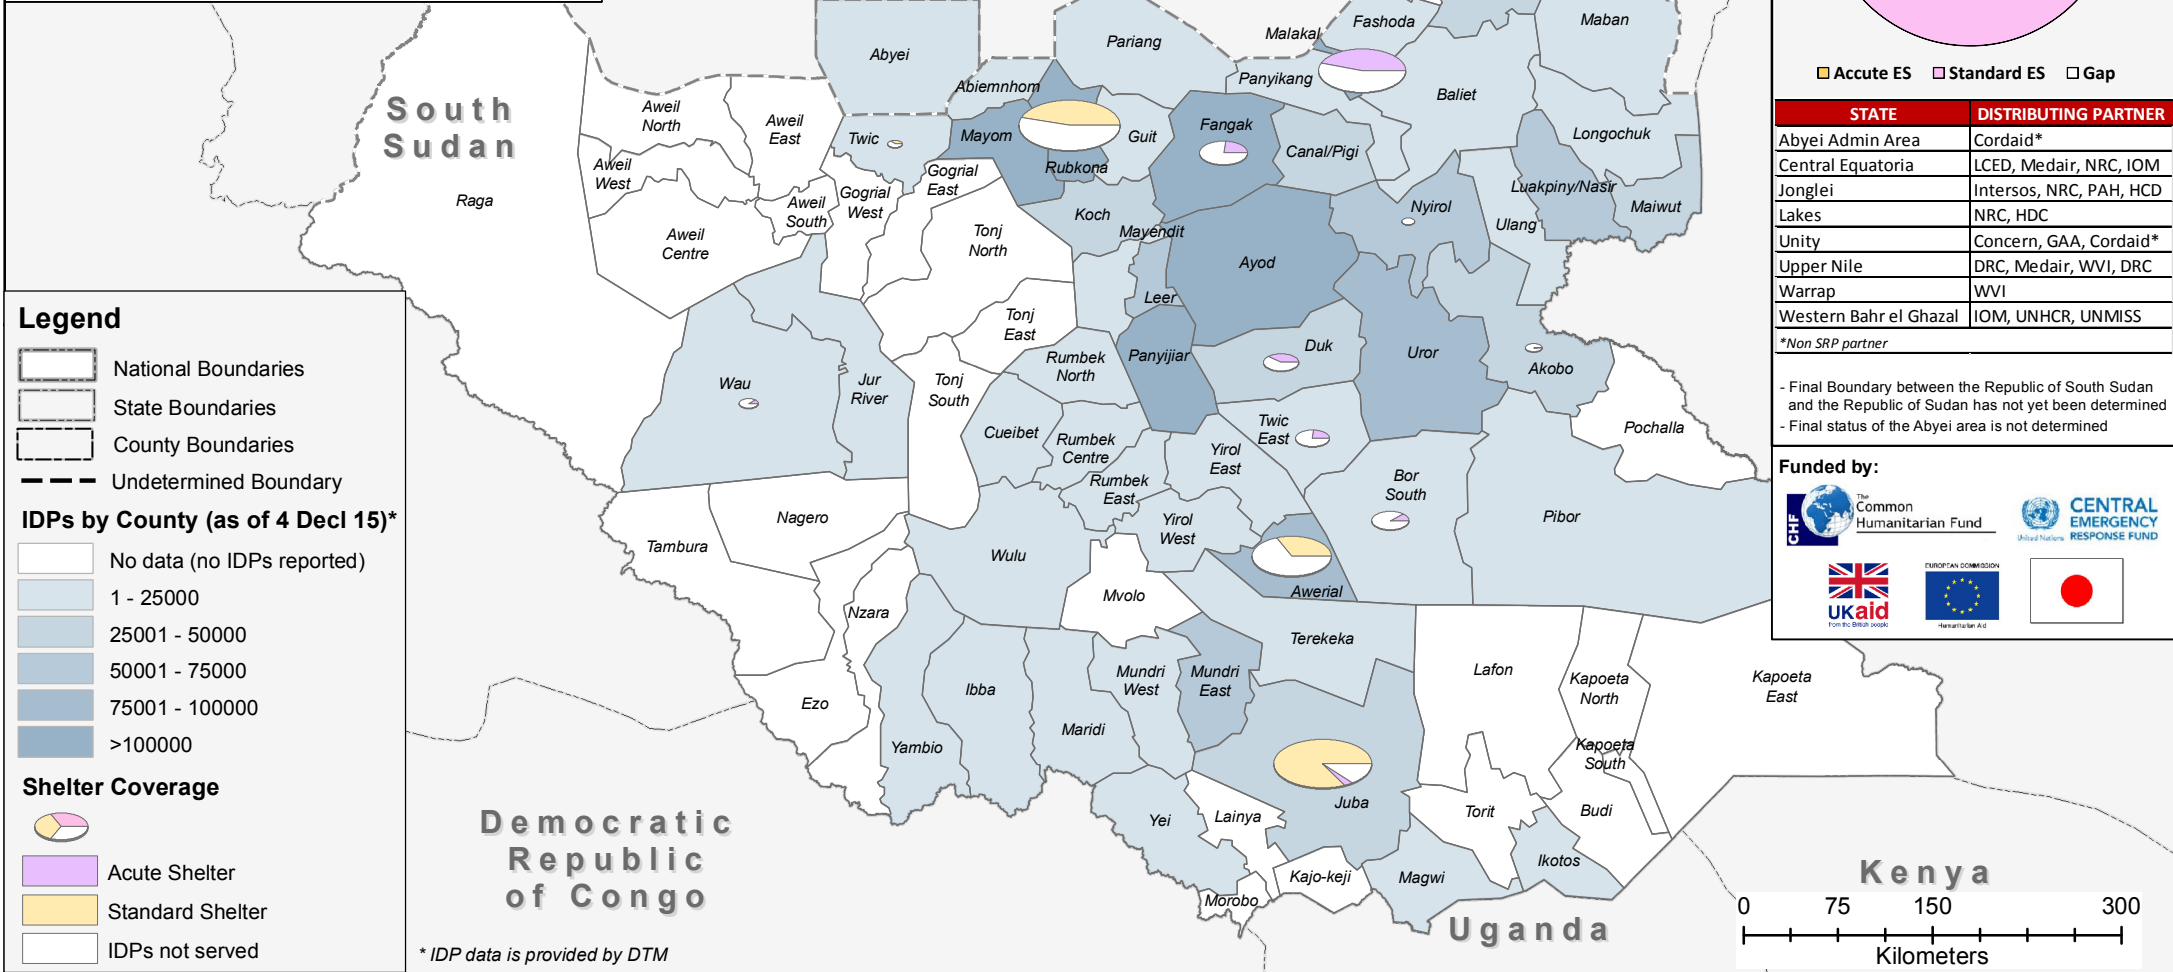 South
Sudan
Raga
Aweil
North
Aweil
East
Aweil
West
Aweil
South
Aweil
Centre
Abyei
Twic
Gogrial
West
Gogrial
East
Abiemnhom
Mayom
Rubkona
Pariang
Guit
Koch
Mayendit
Leer
Panyijiar
Malakal
Fashoda
Panyikang
Fangak
Canal/Pigi
Baliet
Maban
Longochuk
Luakpiny/Nasir
Maiwut
Nyirol
Ulang
Ayod
Duk
Uror
Akobo
Pochalla
Tonj
North
Tonj
East
Tonj
South
Wau
Jur
River
Rumbek
North
Cueibet
Rumbek
Centre
Rumbek
East
Yirol
East
Yirol
West
Twic
East
Bor
South
Pibor
Awerial
Wulu
Mvolo
Nagero
Tambura
Nzara
Ezo
Yambio
Ibba
Maridi
Mundri
West
Mundri
East
Terekeka
Juba
Lafon
Kapoeta
North
Kapoeta
East
Kapoeta
South
Budi
Torit
Ikotos
Magwi
Yei
Lainya
Kajo-keji
Morobo
Democratic
Republic
of Congo
Uganda
Kenya
0 75 150 300
Kilometers
Legend
National Boundaries
State Boundaries
County Boundaries
Undetermined Boundary
IDPs by County (as of 4 Decl 15)*
No data (no IDPs reported)
1 - 25000
25001 - 50000
50001 - 75000
75001 - 100000
>100000
Shelter Coverage
Acute Shelter
Standard Shelter
IDPs not served
* IDP data is provided by DTM
Accute ES Standard ES Gap
STATE DISTRIBUTING PARTNER
Abyei Admin Area Cordaid*
Central Equatoria LCED, Medair, NRC, IOM
Jonglei Intersos, NRC, PAH, HCD
Lakes NRC, HDC
Unity Concern, GAA, Cordaid*
Upper Nile DRC, Medair, WVI, DRC
Warrap WVI
Western Bahr el Ghazal IOM, UNHCR, UNMISS
*Non SRP partner
- Final Boundary between the Republic of South Sudan
and the Republic of Sudan has not yet been determined
- Final status of the Abyei area is not determined
Funded by:
CHF
The
Common
Humanitarian Fund
United Nations
CENTRAL
EMERGENCY
RESPONSE FUND
UKaid
from the British people
EUROPEAN COMMISSION
Humanitarian Aid